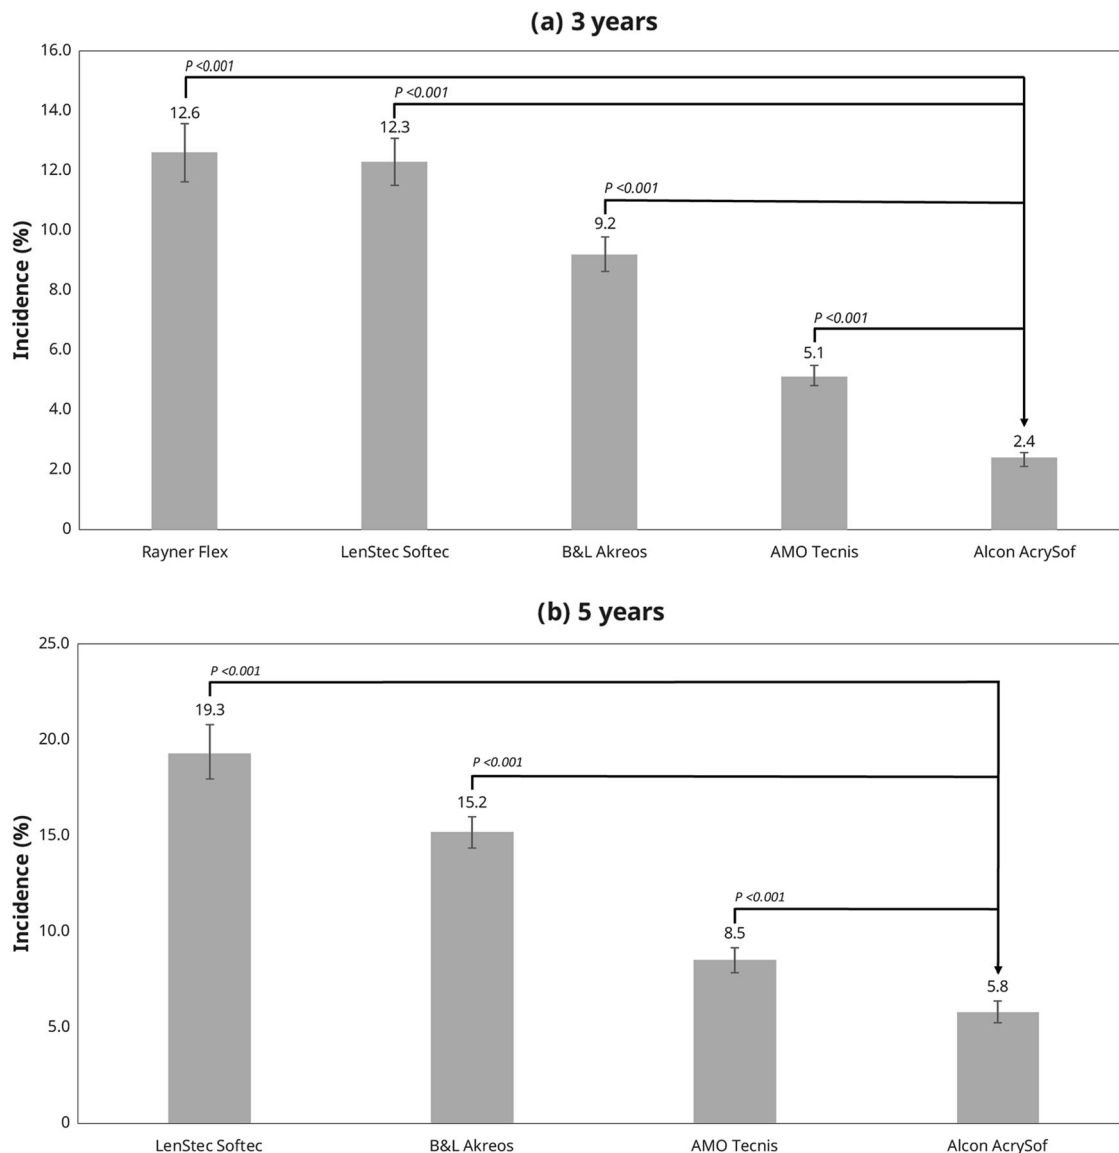 (a) 3 years
16.0
P <0.001
P <0.001
14.0
12.6
12.3
12.0
P <0.001
10.0
9.2
8.0
P <0.001
6.0
5.1
4.0
2.4
2.0
0
Incidence (%)
Rayner Flex
LenStec Softec
B&L Akreos
AMO Tecnis
Alcon AcrySof
(b) 5 years
25.0
P <0.001
19.3
20.0
P <0.001
15.2
15.0
P <0.001
10.0
8.5
5.8
5.0
0
Incidence (%)
LenStec Softec
B&L Akreos
AMO Tecnis
Alcon AcrySof